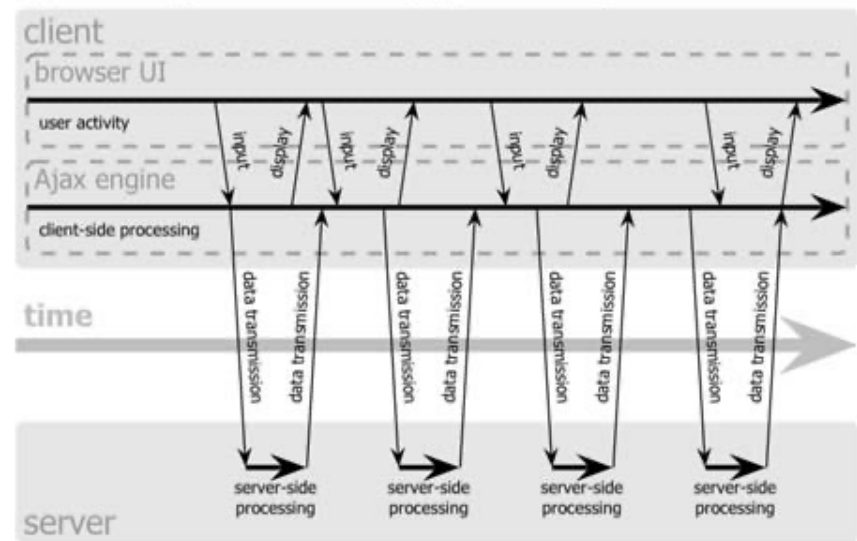 client
browser UI
user activity
input
display
input
display
input
display
input
display
Ajax engine
client-side processing
data transmission
data transmission
data transmission
data transmission
data transmission
data transmission
data transmission
data transmission
time
server-side
processing
server-side
processing
server-side
processing
server-side
processing
server